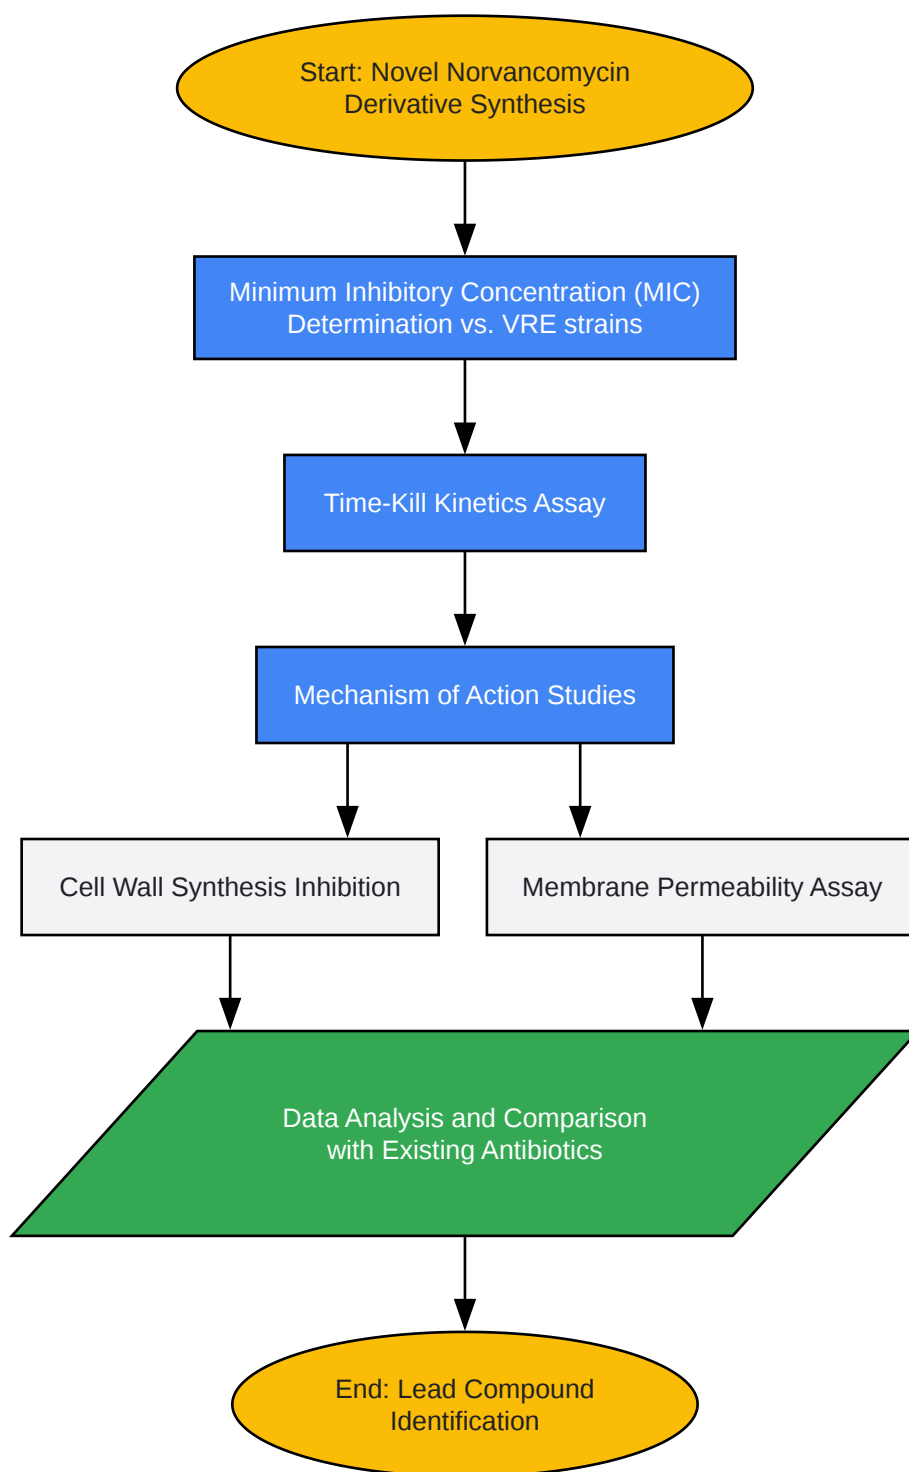 Start: Novel Norvancomycin
Derivative Synthesis
Minimum Inhibitory Concentration (MIC)
Determination vs. VRE strains
Time-Kill Kinetics Assay
Mechanism of Action Studies
Cell Wall Synthesis Inhibition
Membrane Permeability Assay
Data Analysis and Comparison
with Existing Antibiotics
End: Lead Compound
Identification